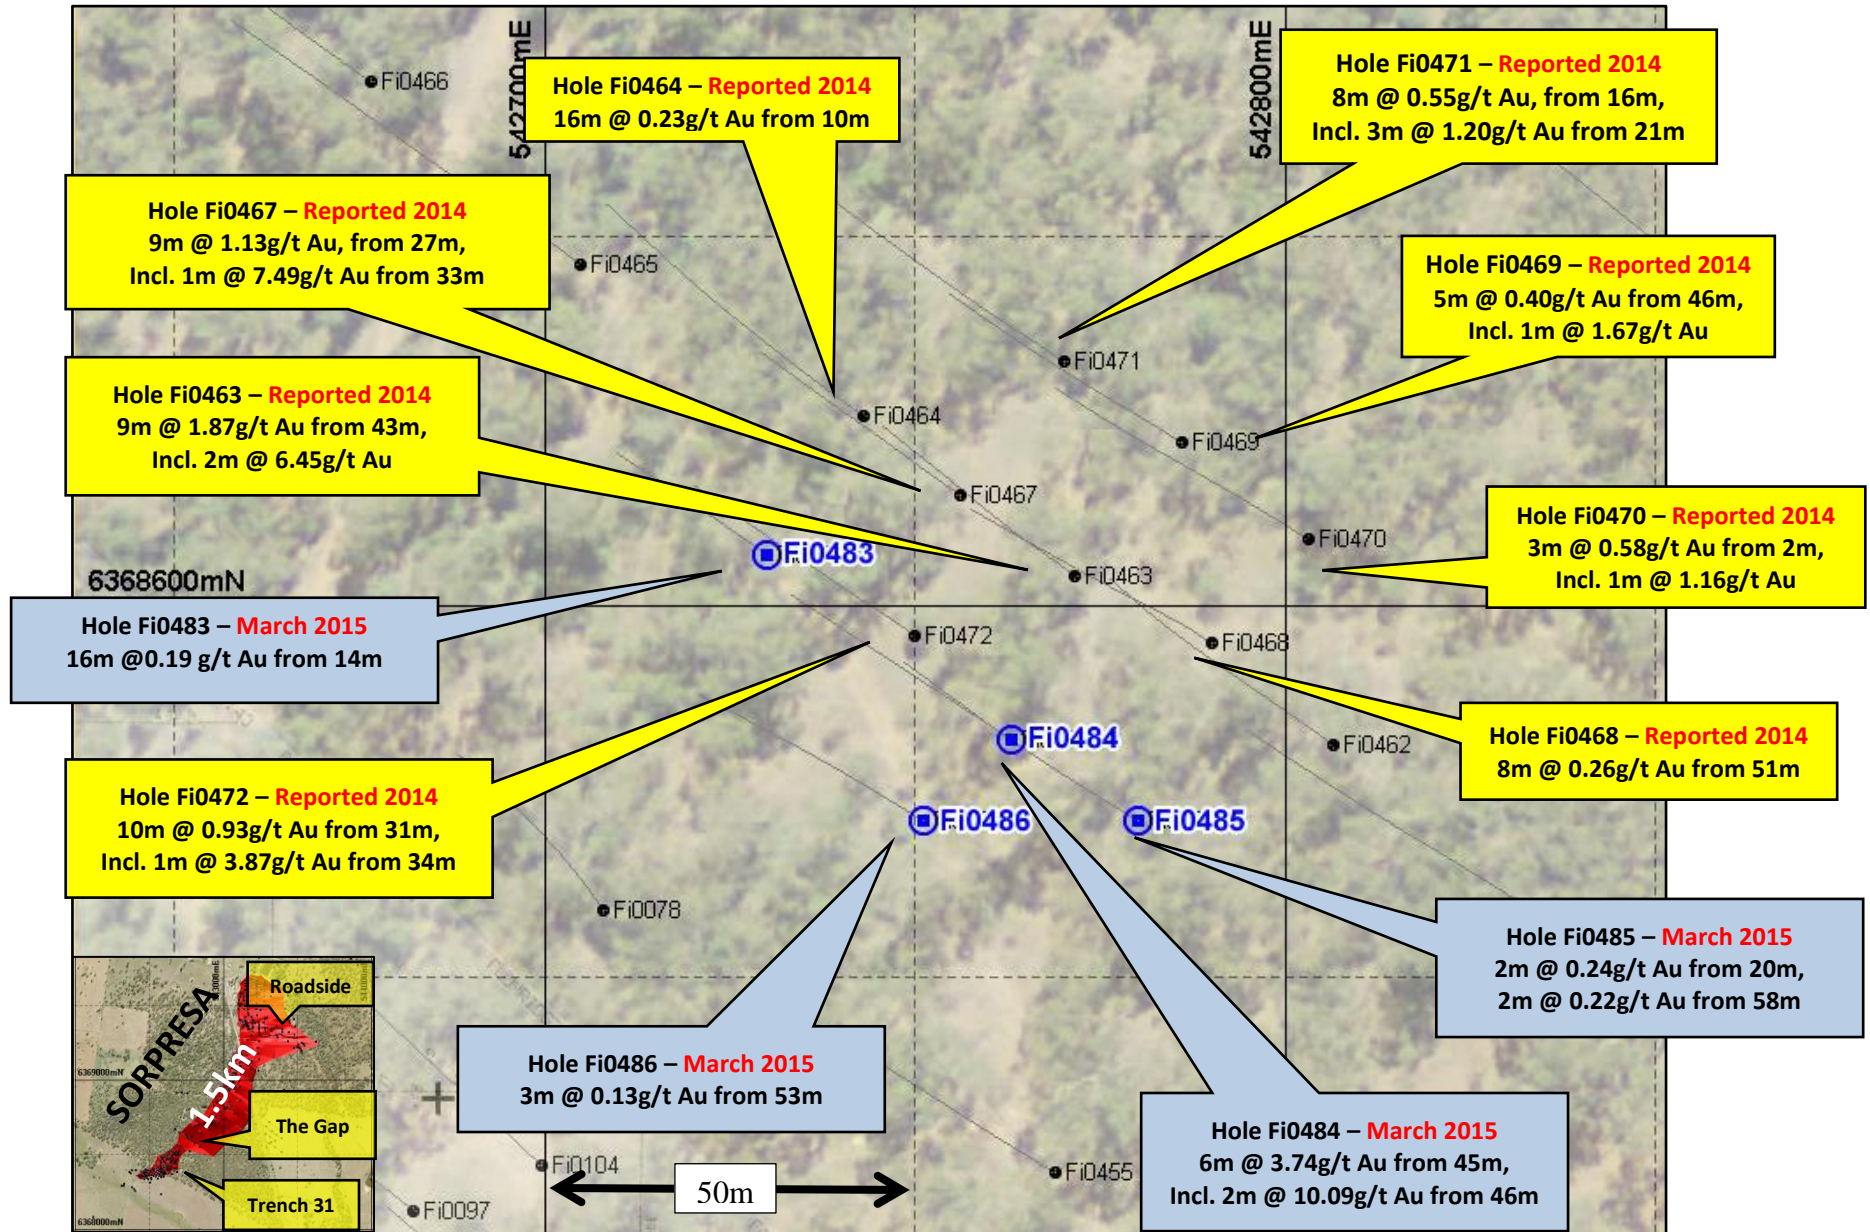 542700mE
542800mE
6368600mN
Hole Fi0464 – Reported 2014
16m @ 0.23g/t Au from 10m
Hole Fi0471 – Reported 2014
8m @ 0.55g/t Au, from 16m,
Incl. 3m @ 1.20g/t Au from 21m
Hole Fi0467 – Reported 2014
9m @ 1.13g/t Au, from 27m,
Incl. 1m @ 7.49g/t Au from 33m
Hole Fi0469 – Reported 2014
5m @ 0.40g/t Au from 46m,
Incl. 1m @ 1.67g/t Au
Hole Fi0463 – Reported 2014
9m @ 1.87g/t Au from 43m,
Incl. 2m @ 6.45g/t Au
Hole Fi0470 – Reported 2014
3m @ 0.58g/t Au from 2m,
Incl. 1m @ 1.16g/t Au
Hole Fi0483 – March 2015
16m @0.19 g/t Au from 14m
Hole Fi0468 – Reported 2014
8m @ 0.26g/t Au from 51m
Hole Fi0472 – Reported 2014
10m @ 0.93g/t Au from 31m,
Incl. 1m @ 3.87g/t Au from 34m
Hole Fi0485 – March 2015
2m @ 0.24g/t Au from 20m,
2m @ 0.22g/t Au from 58m
Hole Fi0486 – March 2015
3m @ 0.13g/t Au from 53m
Hole Fi0484 – March 2015
6m @ 3.74g/t Au from 45m,
Incl. 2m @ 10.09g/t Au from 46m
Fi0466
Fi0465
Fi0471
Fi0464
Fi0469
Fi0467
Fi0470
Fi0483
Fi0463
Fi0472
Fi0468
Fi0484
Fi0462
Fi0486
Fi0485
Fi0078
Fi0104
Fi0455
Fi0097
50m
SORPRESA
1.5km
Roadside
The Gap
Trench 31
6369000mN
6368000mN